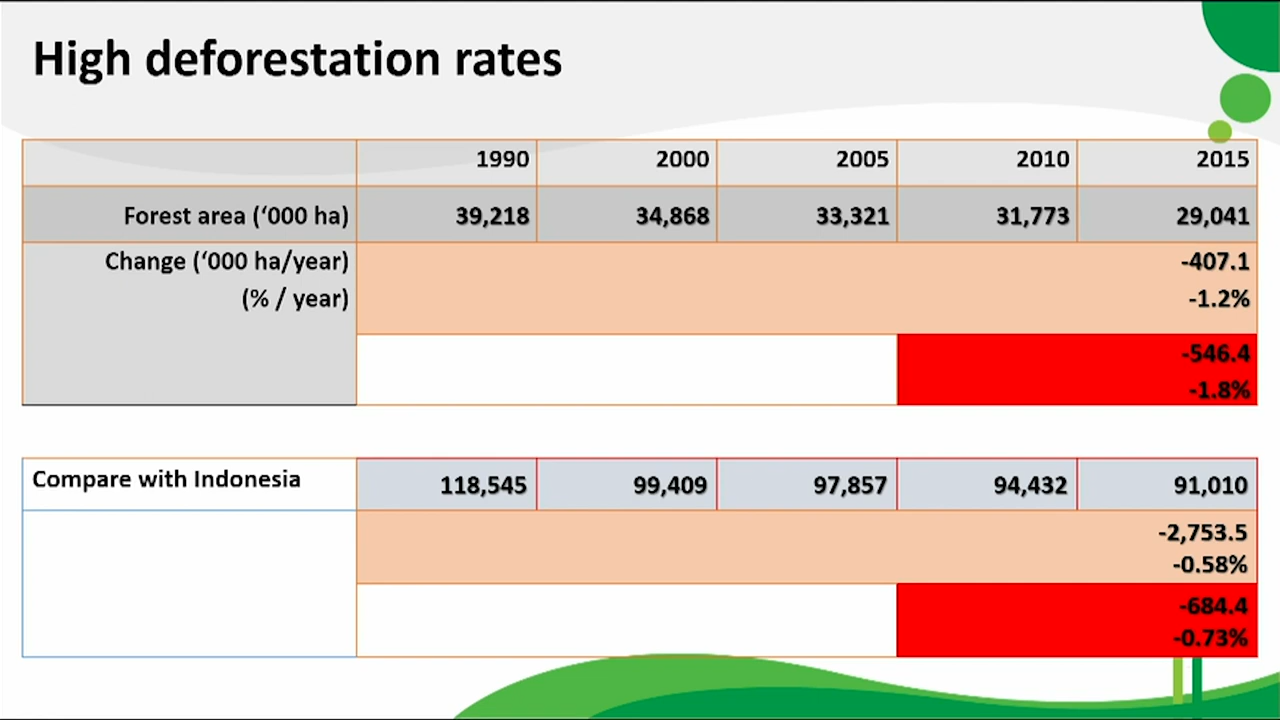 High deforestation rates
1990 2000 2005 2010 2015
Forest area (‘000 ha) 39,218 34,868 33,321 31,773 29,041
Change (‘000 ha/year) -407.1
(% / year) -1.2%
-546.4
-1.8%
Compare with Indonesia 118,545 99,409 97,857 94,432 91,010
-2,753.5
-0.58%
-684.4
-0.73%